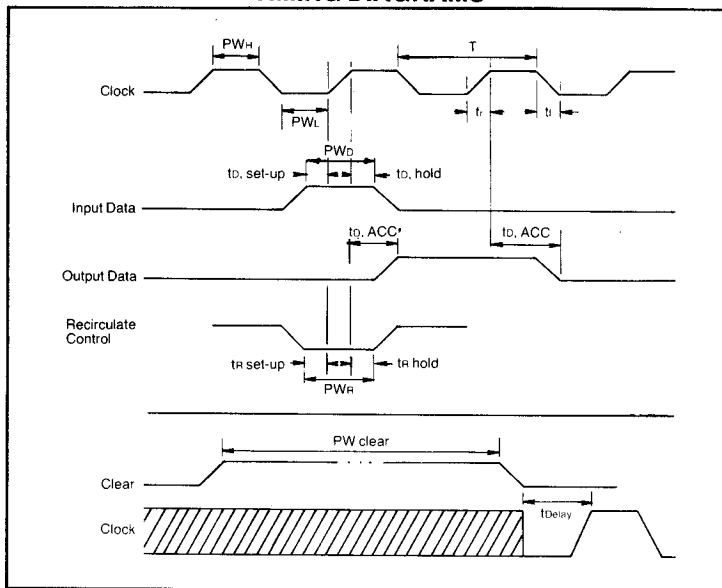 PWH
T
Clock
tr
tf
PWL
PWD
tD, set-up
tD, hold
Input Data
tD, ACC'
tD, ACC
Output Data
Recirculate
Control
tR set-up
tR hold
PWR
PW clear
Clear
tDelay
Clock